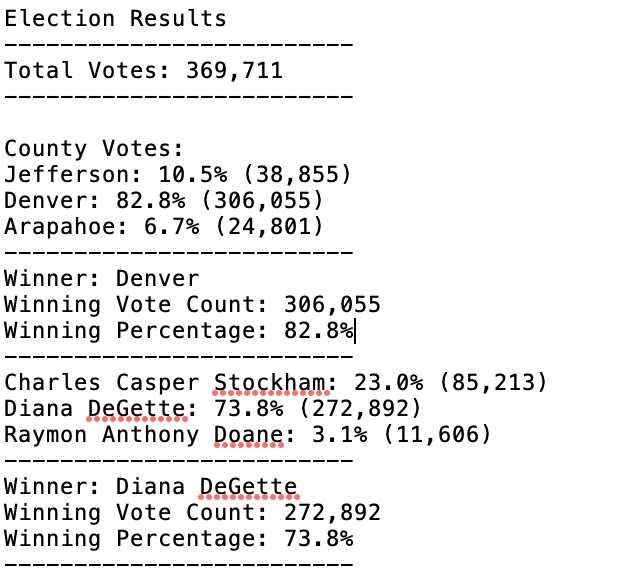 Election Results
-------------------------
Total Votes: 369,711
-------------------------

County Votes:
Jefferson: 10.5% (38,855)
Denver: 82.8% (306,055)
Arapahoe: 6.7% (24,801)
-------------------------
Winner: Denver
Winning Vote Count: 306,055
Winning Percentage: 82.8%
-------------------------
Charles Casper Stockham: 23.0% (85,213)
Diana DeGette: 73.8% (272,892)
Raymon Anthony Doane: 3.1% (11,606)
-------------------------
Winner: Diana DeGette
Winning Vote Count: 272,892
Winning Percentage: 73.8%
-------------------------